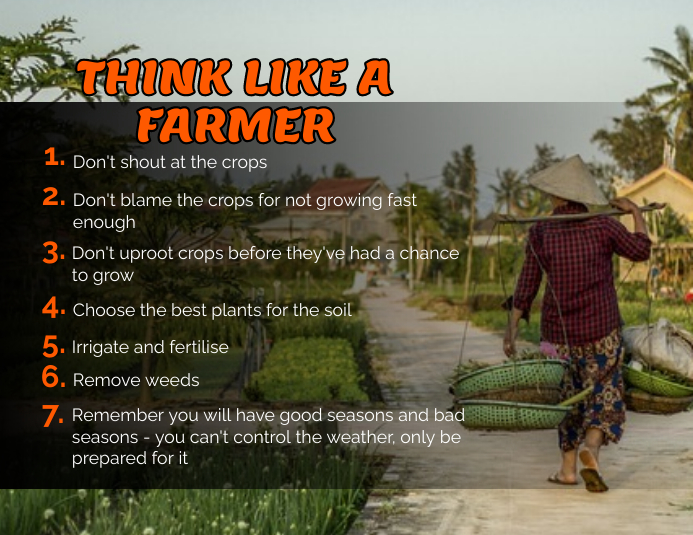 THINK LIKE A
FARMER
1. Don't shout at the crops
2. Don't blame the crops for not growing fast
enough
3. Don't uproot crops before they've had a chance
to grow
4. Choose the best plants for the soil
5. Irrigate and fertilise
6. Remove weeds
7. Remember you will have good seasons and bad
seasons - you can't control the weather, only be
prepared for it